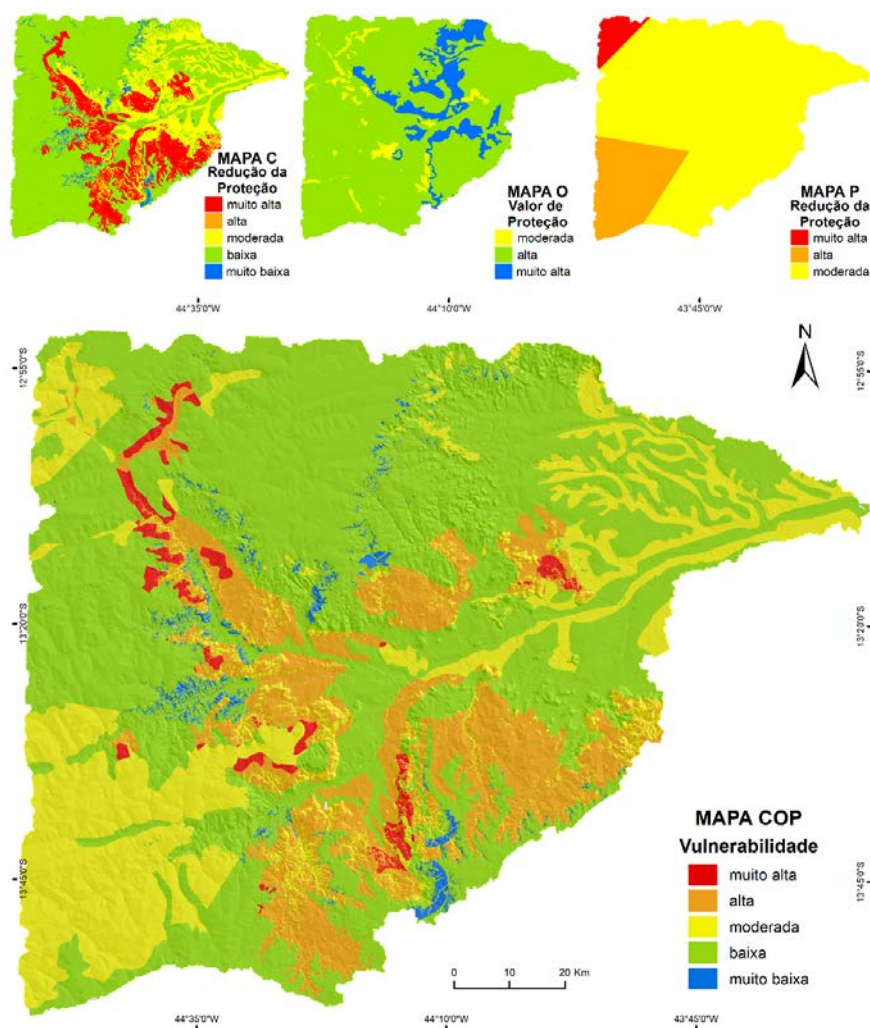 MAPA C
Redução da
Proteção
muito alta
alta
moderada
baixa
muito baixa
MAPA O
Valor de
Proteção
moderada
alta
muito alta
MAPA P
Redução da
Proteção
muito alta
alta
moderada
44°35'0"W
44°10'0"W
43°45'0"W
N
12°55'0"S
12°55'0"S
13°20'0"S
13°20'0"S
13°45'0"S
13°45'0"S
MAPA COP
Vulnerabilidade
muito alta
alta
moderada
baixa
muito baixa
0 10 20 Km
44°35'0"W
44°10'0"W
43°45'0"W